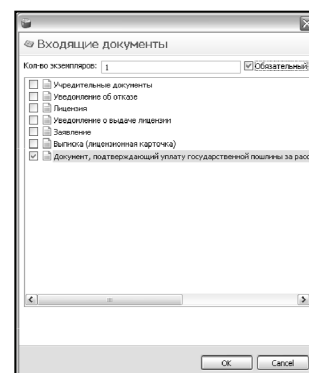 Входящие документы
Кол-во экземпляров: 1 Обязательный
Учредительные документы
Уведомление об отказе
Лицензия
Уведомление о выдаче лицензии
Заявление
Выписка (лицензионная карточка)
Документ, подтверждающий уплату государственной пошлины за расс
OK Cancel